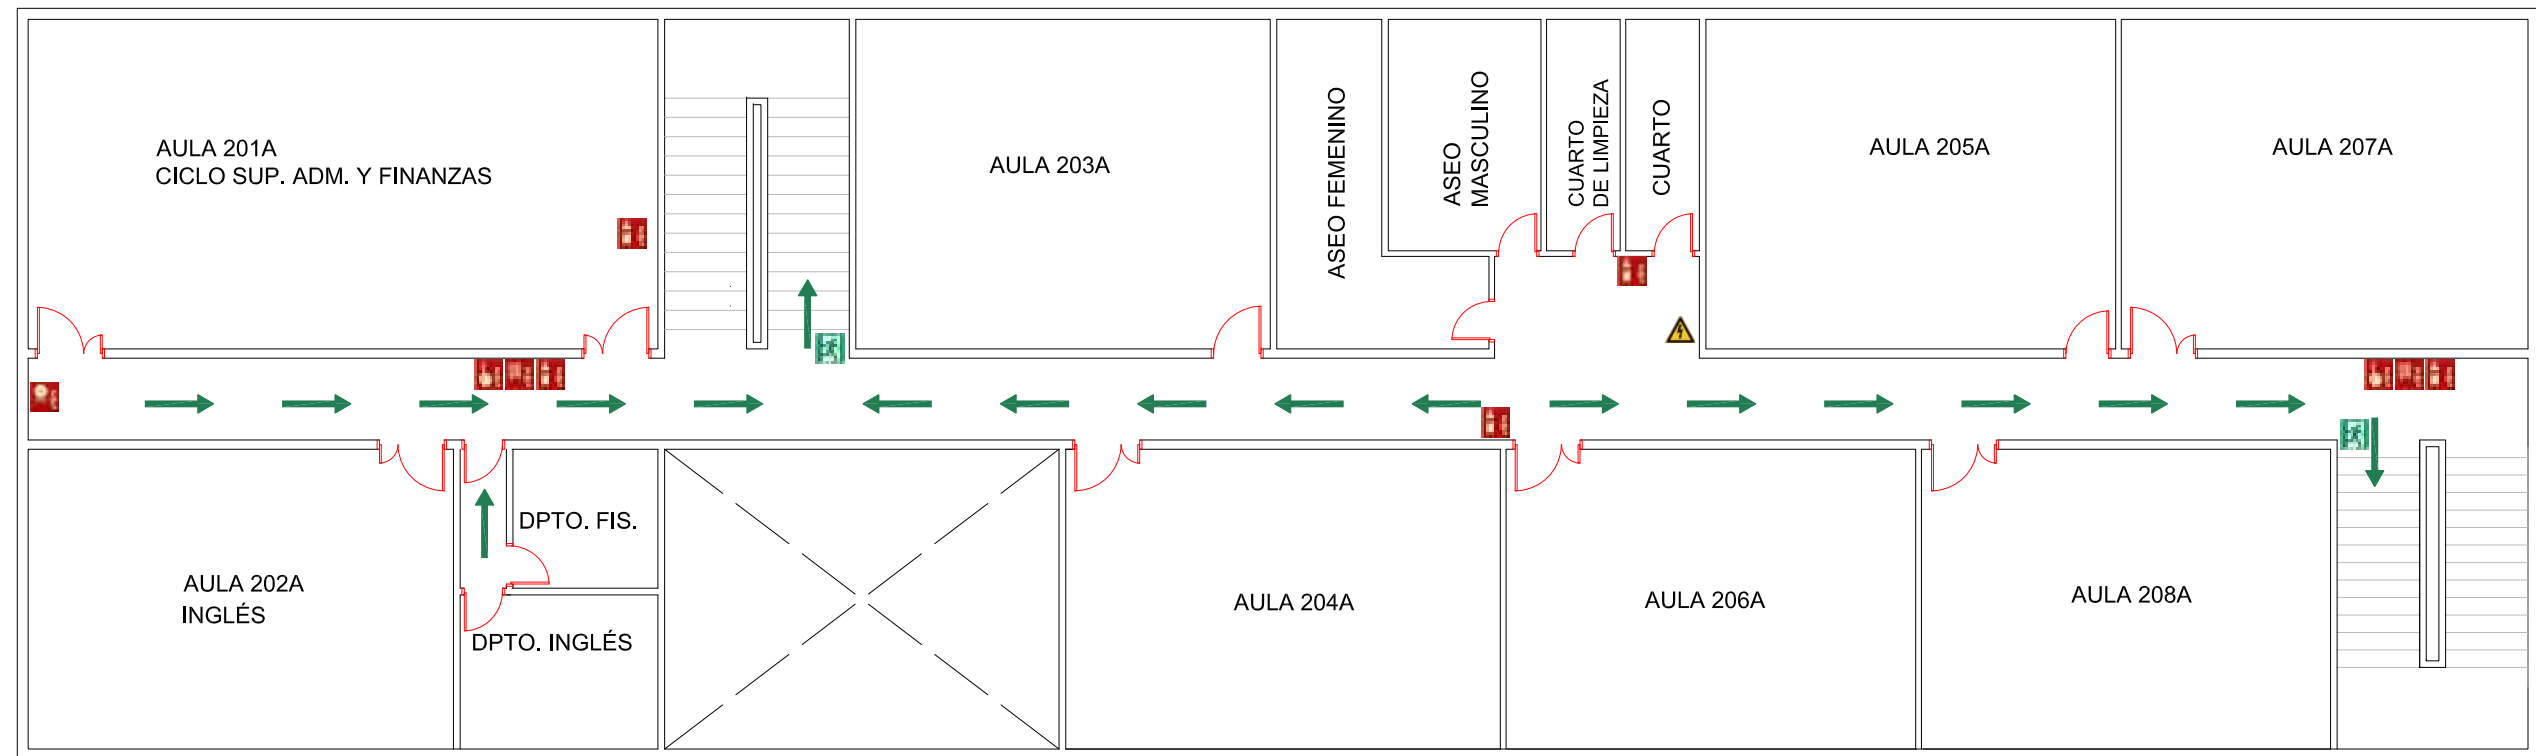 AULA 201A
CICLO SUP. ADM. Y FINANZAS
AULA 203A
ASEO FEMENINO
ASEO
MASCULINO
CUARTO
DE LIMPIEZA
CUARTO
AULA 205A
AULA 207A
AULA 202A
INGLÉS
DPTO. FIS.
DPTO. INGLÉS
AULA 204A
AULA 206A
AULA 208A